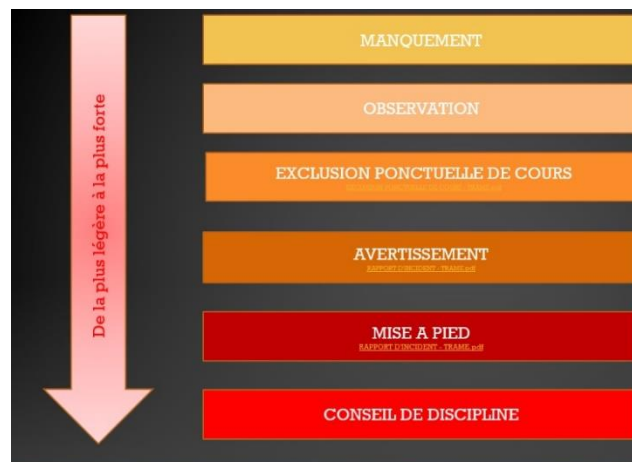 De la plus légère à la plus forte
MANQUEMENT
OBSERVATION
EXCLUSION PONCTUELLE DE COURS
AVERTISSEMENT
RAPPORT D'INCIDENT - TRAME.pdf
MISE A PIED
RAPPORT D'INCIDENT - TRAME.pdf
CONSEIL DE DISCIPLINE